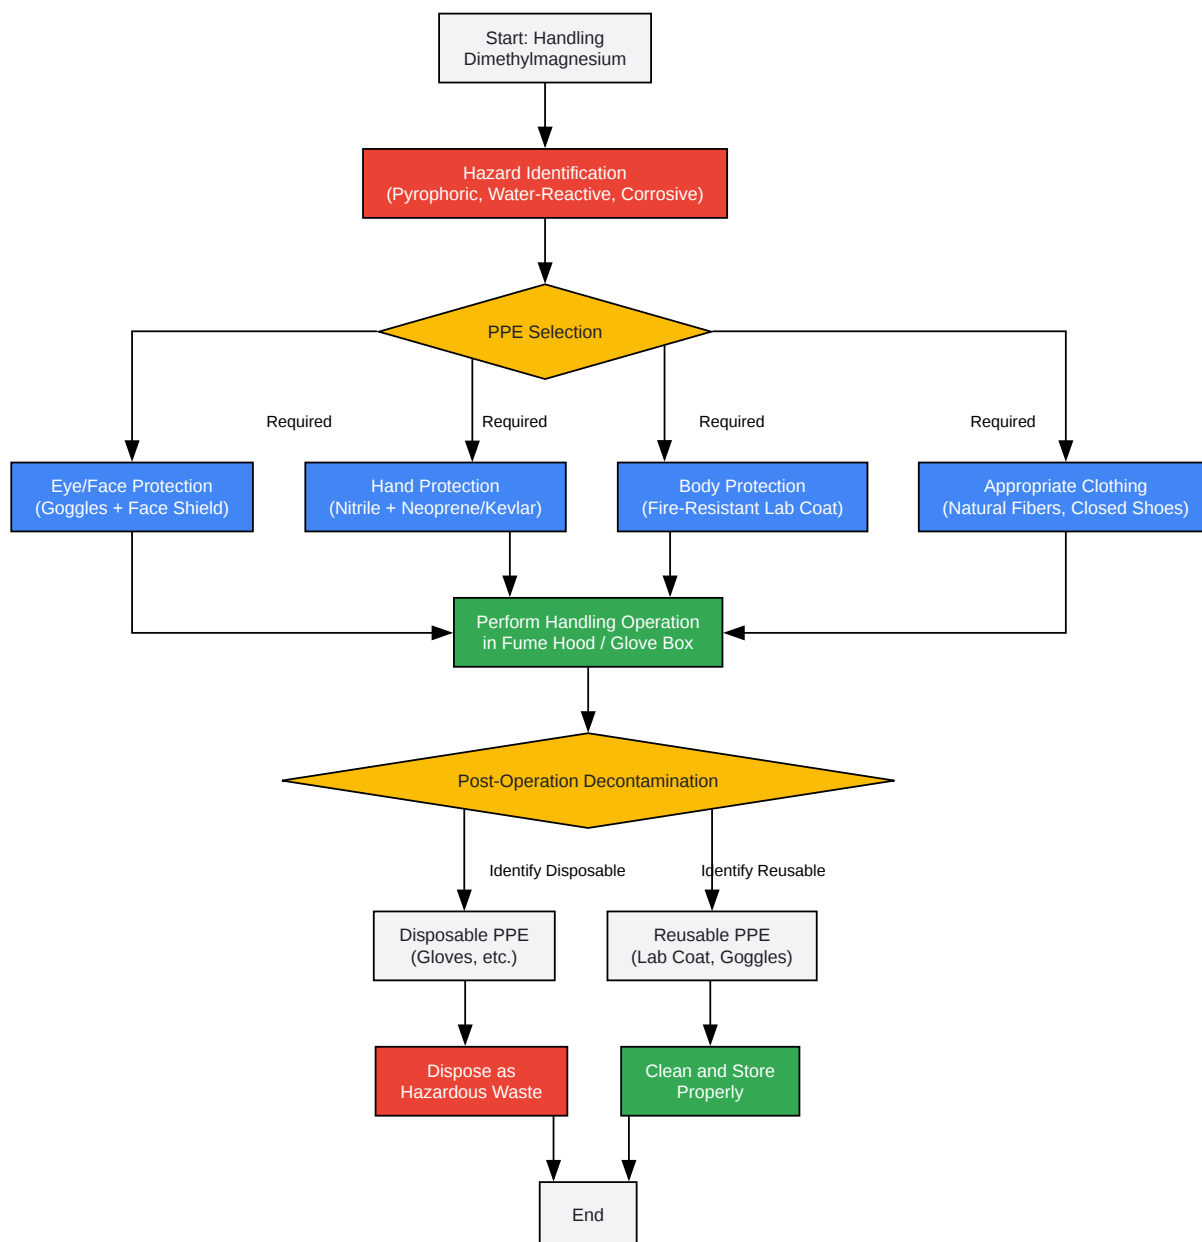 Start: Handling
Dimethylmagnesium
Hazard Identification
(Pyrophoric, Water-Reactive, Corrosive)
PPE Selection
Required
Required
Required
Required
Eye/Face Protection
(Goggles + Face Shield)
Hand Protection
(Nitrile + Neoprene/Kevlar)
Body Protection
(Fire-Resistant Lab Coat)
Appropriate Clothing
(Natural Fibers, Closed Shoes)
Perform Handling Operation
in Fume Hood / Glove Box
Post-Operation Decontamination
Identify Disposable
Identify Reusable
Disposable PPE
(Gloves, etc.)
Reusable PPE
(Lab Coat, Goggles)
Dispose as
Hazardous Waste
Clean and Store
Properly
End